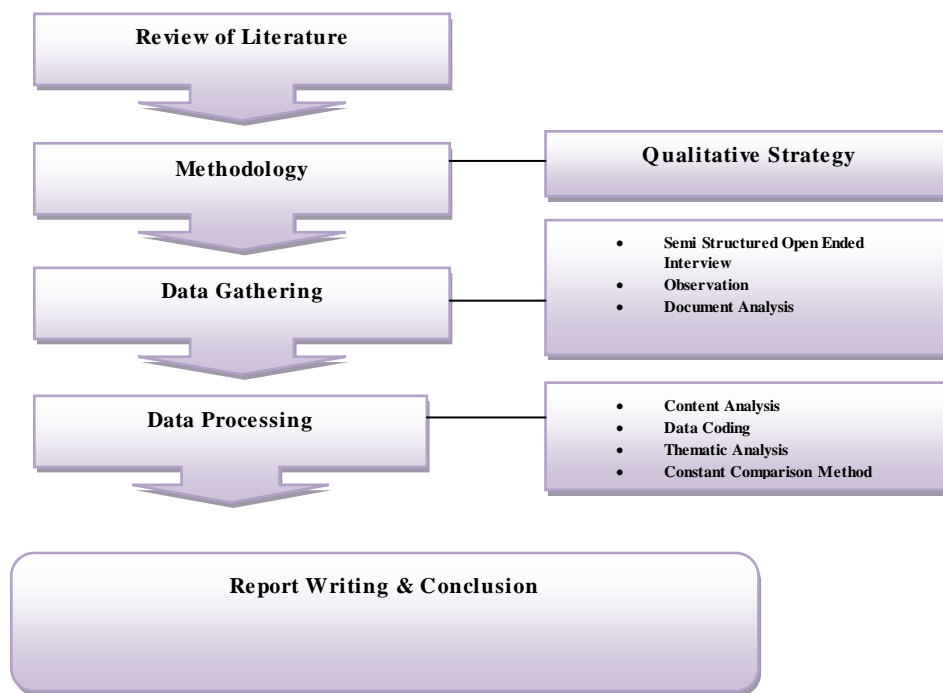 Review of Literature
Methodology
Qualitative Strategy
Data Gathering
• Semi Structured Open Ended
Interview
• Observation
• Document Analysis
Data Processing
• Content Analysis
• Data Coding
• Thematic Analysis
• Constant Comparison Method
Report Writing & Conclusion